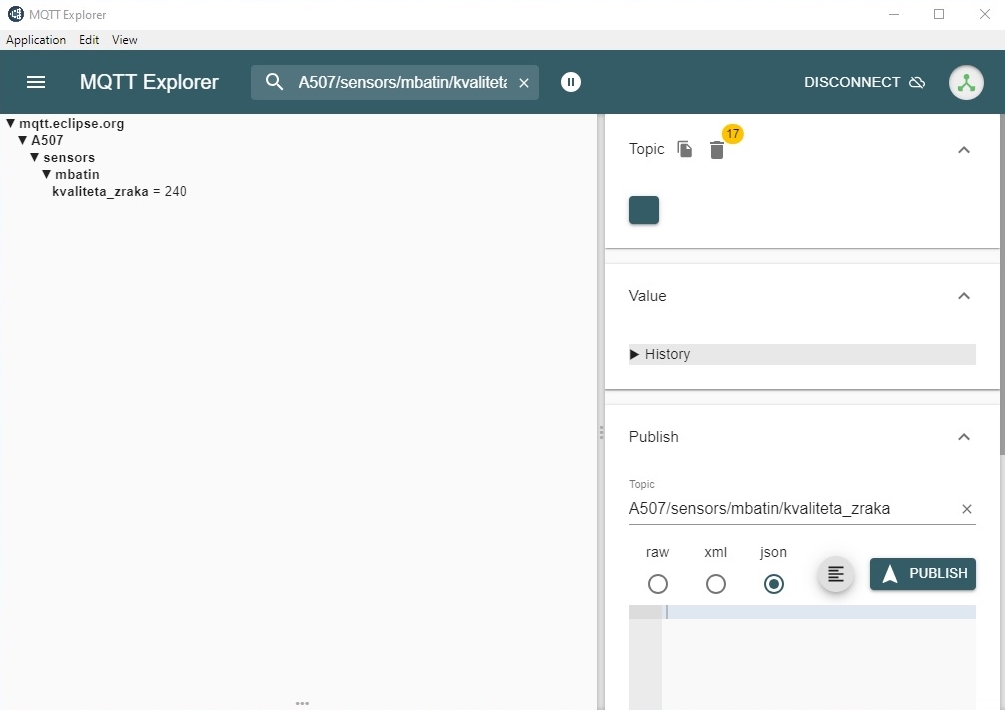 MQTT Explorer
Application Edit View
MQTT Explorer A507/sensors/mbatin/kvalitet DISCONNECT
▼ mqtt.eclipse.org
▼ A507
▼ sensors
▼ mbatin
kvaliteta_zraka = 240
Topic 17
Value
▶ History
Publish
Topic
A507/sensors/mbatin/kvaliteta_zraka
raw xml json
PUBLISH